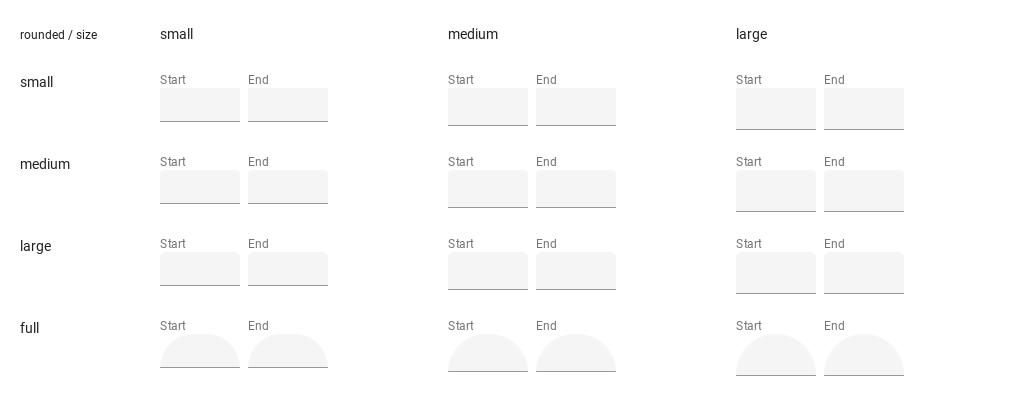 rounded / size small medium large
small Start End Start End Start End
medium Start End Start End Start End
large Start End Start End Start End
full Start End Start End Start End